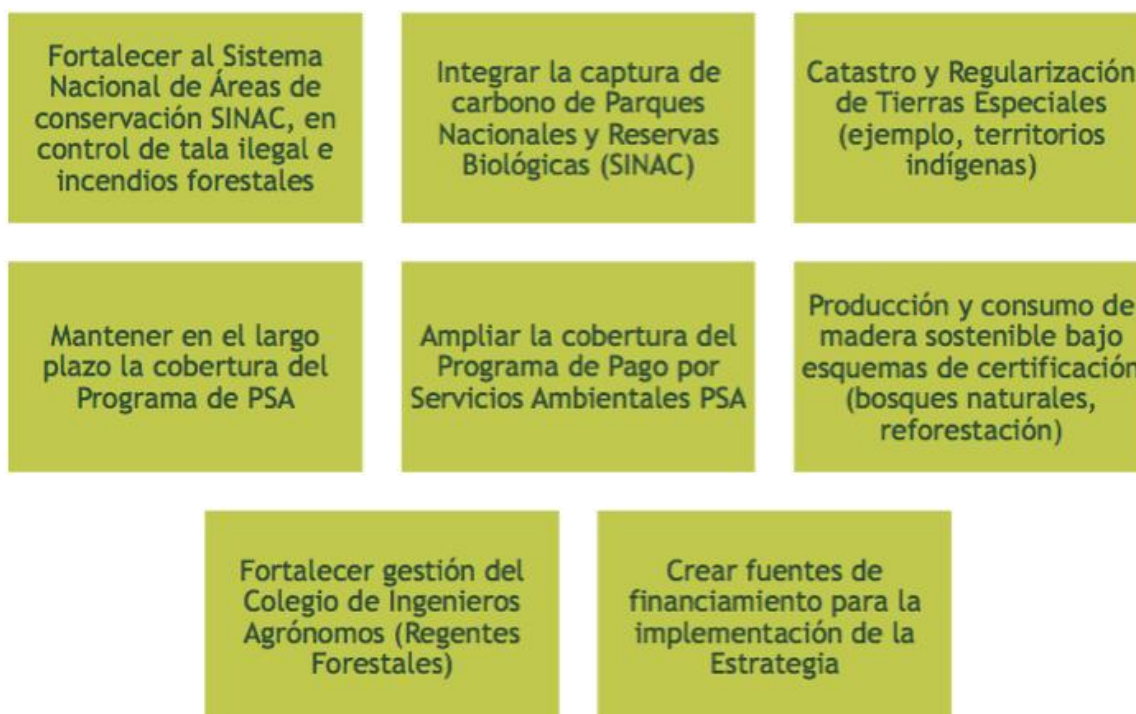 Fortalecer al Sistema
Nacional de Áreas de
conservación SINAC, en
control de tala ilegal e
incendios forestales
Integrar la captura de
carbono de Parques
Nacionales y Reservas
Biológicas (SINAC)
Catastro y Regularización
de Tierras Especiales
(ejemplo, territorios
indígenas)
Mantener en el largo
plazo la cobertura del
Programa de PSA
Ampliar la cobertura del
Programa de Pago por
Servicios Ambientales PSA
Producción y consumo de
madera sostenible bajo
esquemas de certificación
(bosques naturales,
reforestación)
Fortalecer gestión del
Colegio de Ingenieros
Agrónomos (Regentes
Forestales)
Crear fuentes de
financiamiento para la
implementación de la
Estrategia